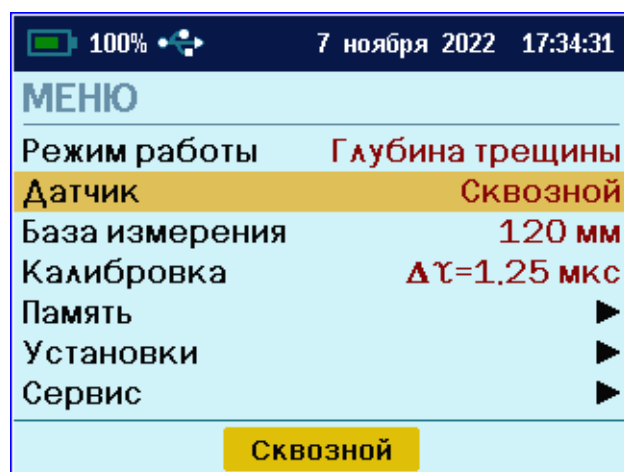 100% 7 ноября 2022 17:34:31
МЕНЮ
Режим работы Глубина трещины
Датчик Сквозной
База измерения 120 мм
Калибровка Δτ=1.25 мкс
Память
Установки
Сервис
Сквозной